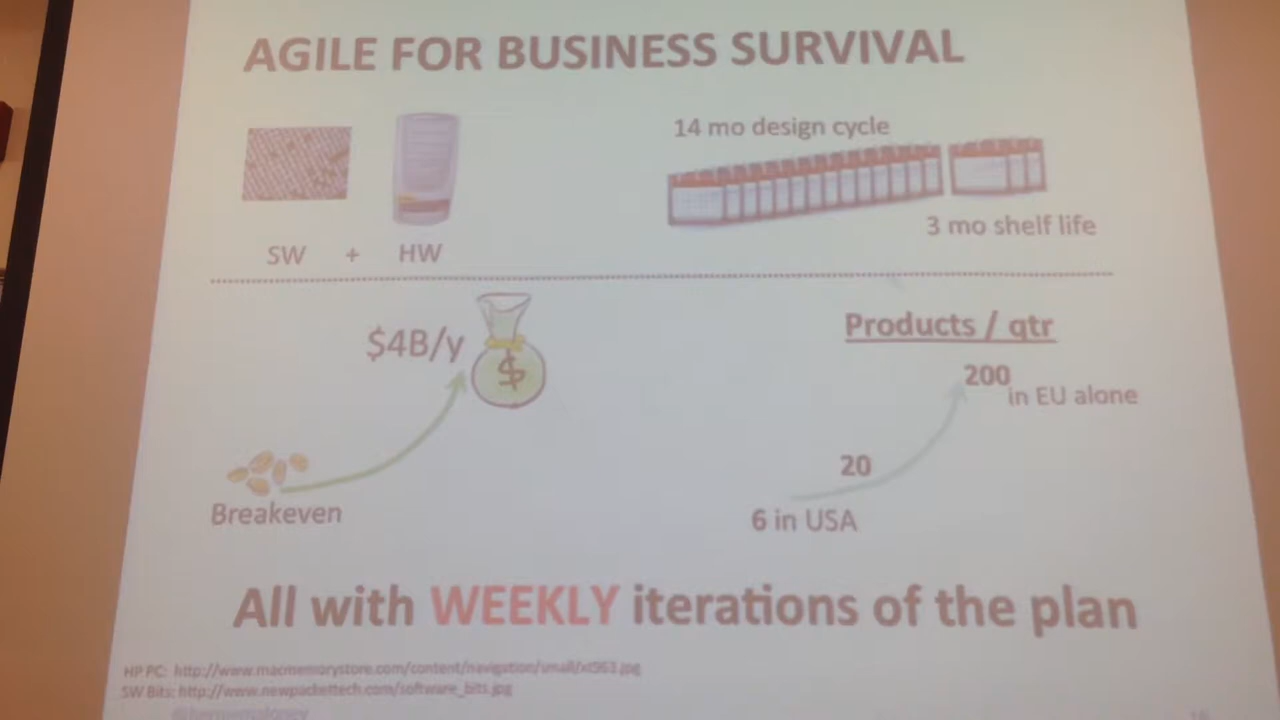 AGILE FOR BUSINESS SURVIVAL
14 mo design cycle
3 mo shelf life
SW + HW
$4B/y
$
Breakeven
Products / qtr
200
in EU alone
20
6 in USA
All with WEEKLY iterations of the plan
HP PC: http://www.macmemorystore.com/content/navigation/small/xt963.jpg
SW Bits: http://www.newpackettech.com/software_bits.jpg